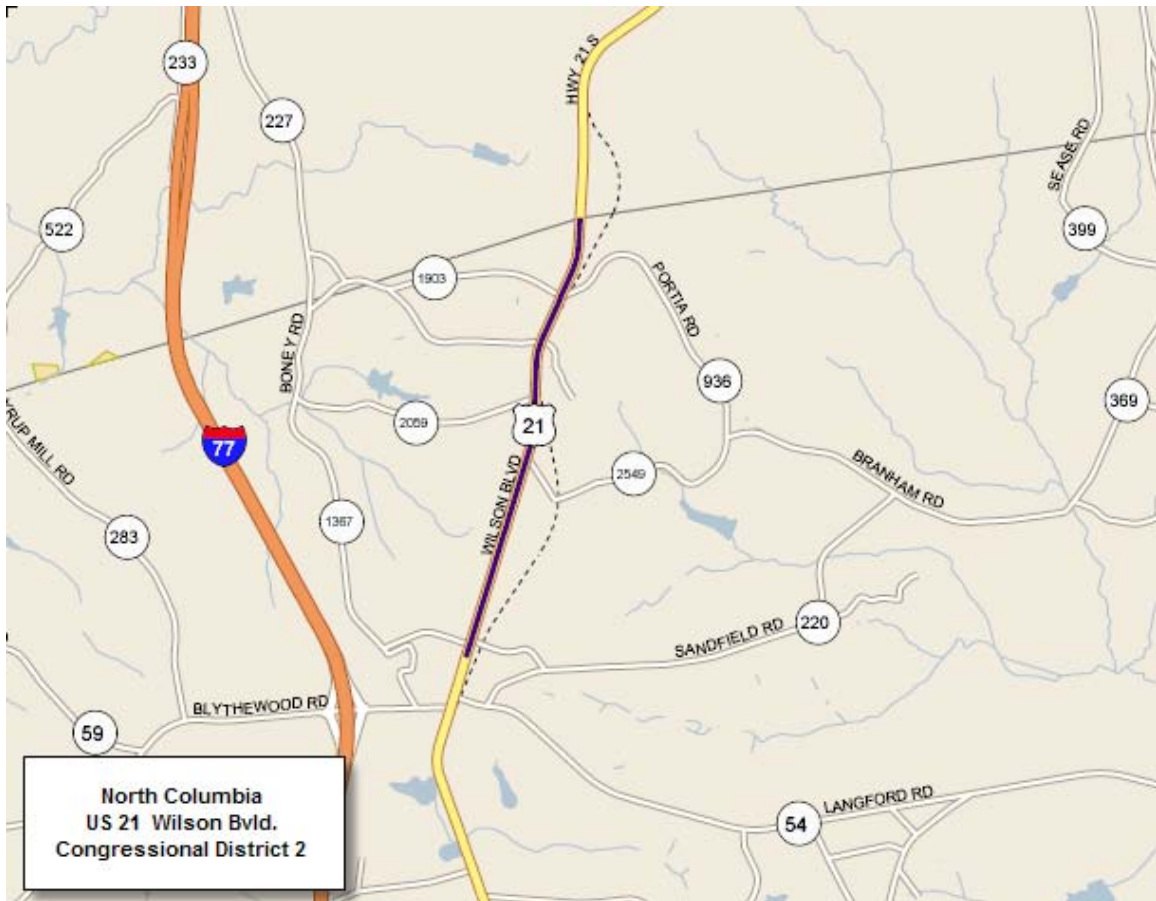 233
HWY 21 S
227
SEASE RD
522
399
1903
PORTIA RD
BONEY RD
936
369
2059
21
77
RUP MILL RD
2549
BRANHAM RD
WILSON BLVD
1367
283
220
SANDFIELD RD
BLYTHEWOOD RD
59
LANGFORD RD
54
North Columbia
US 21 Wilson Bvld.
Congressional District 2